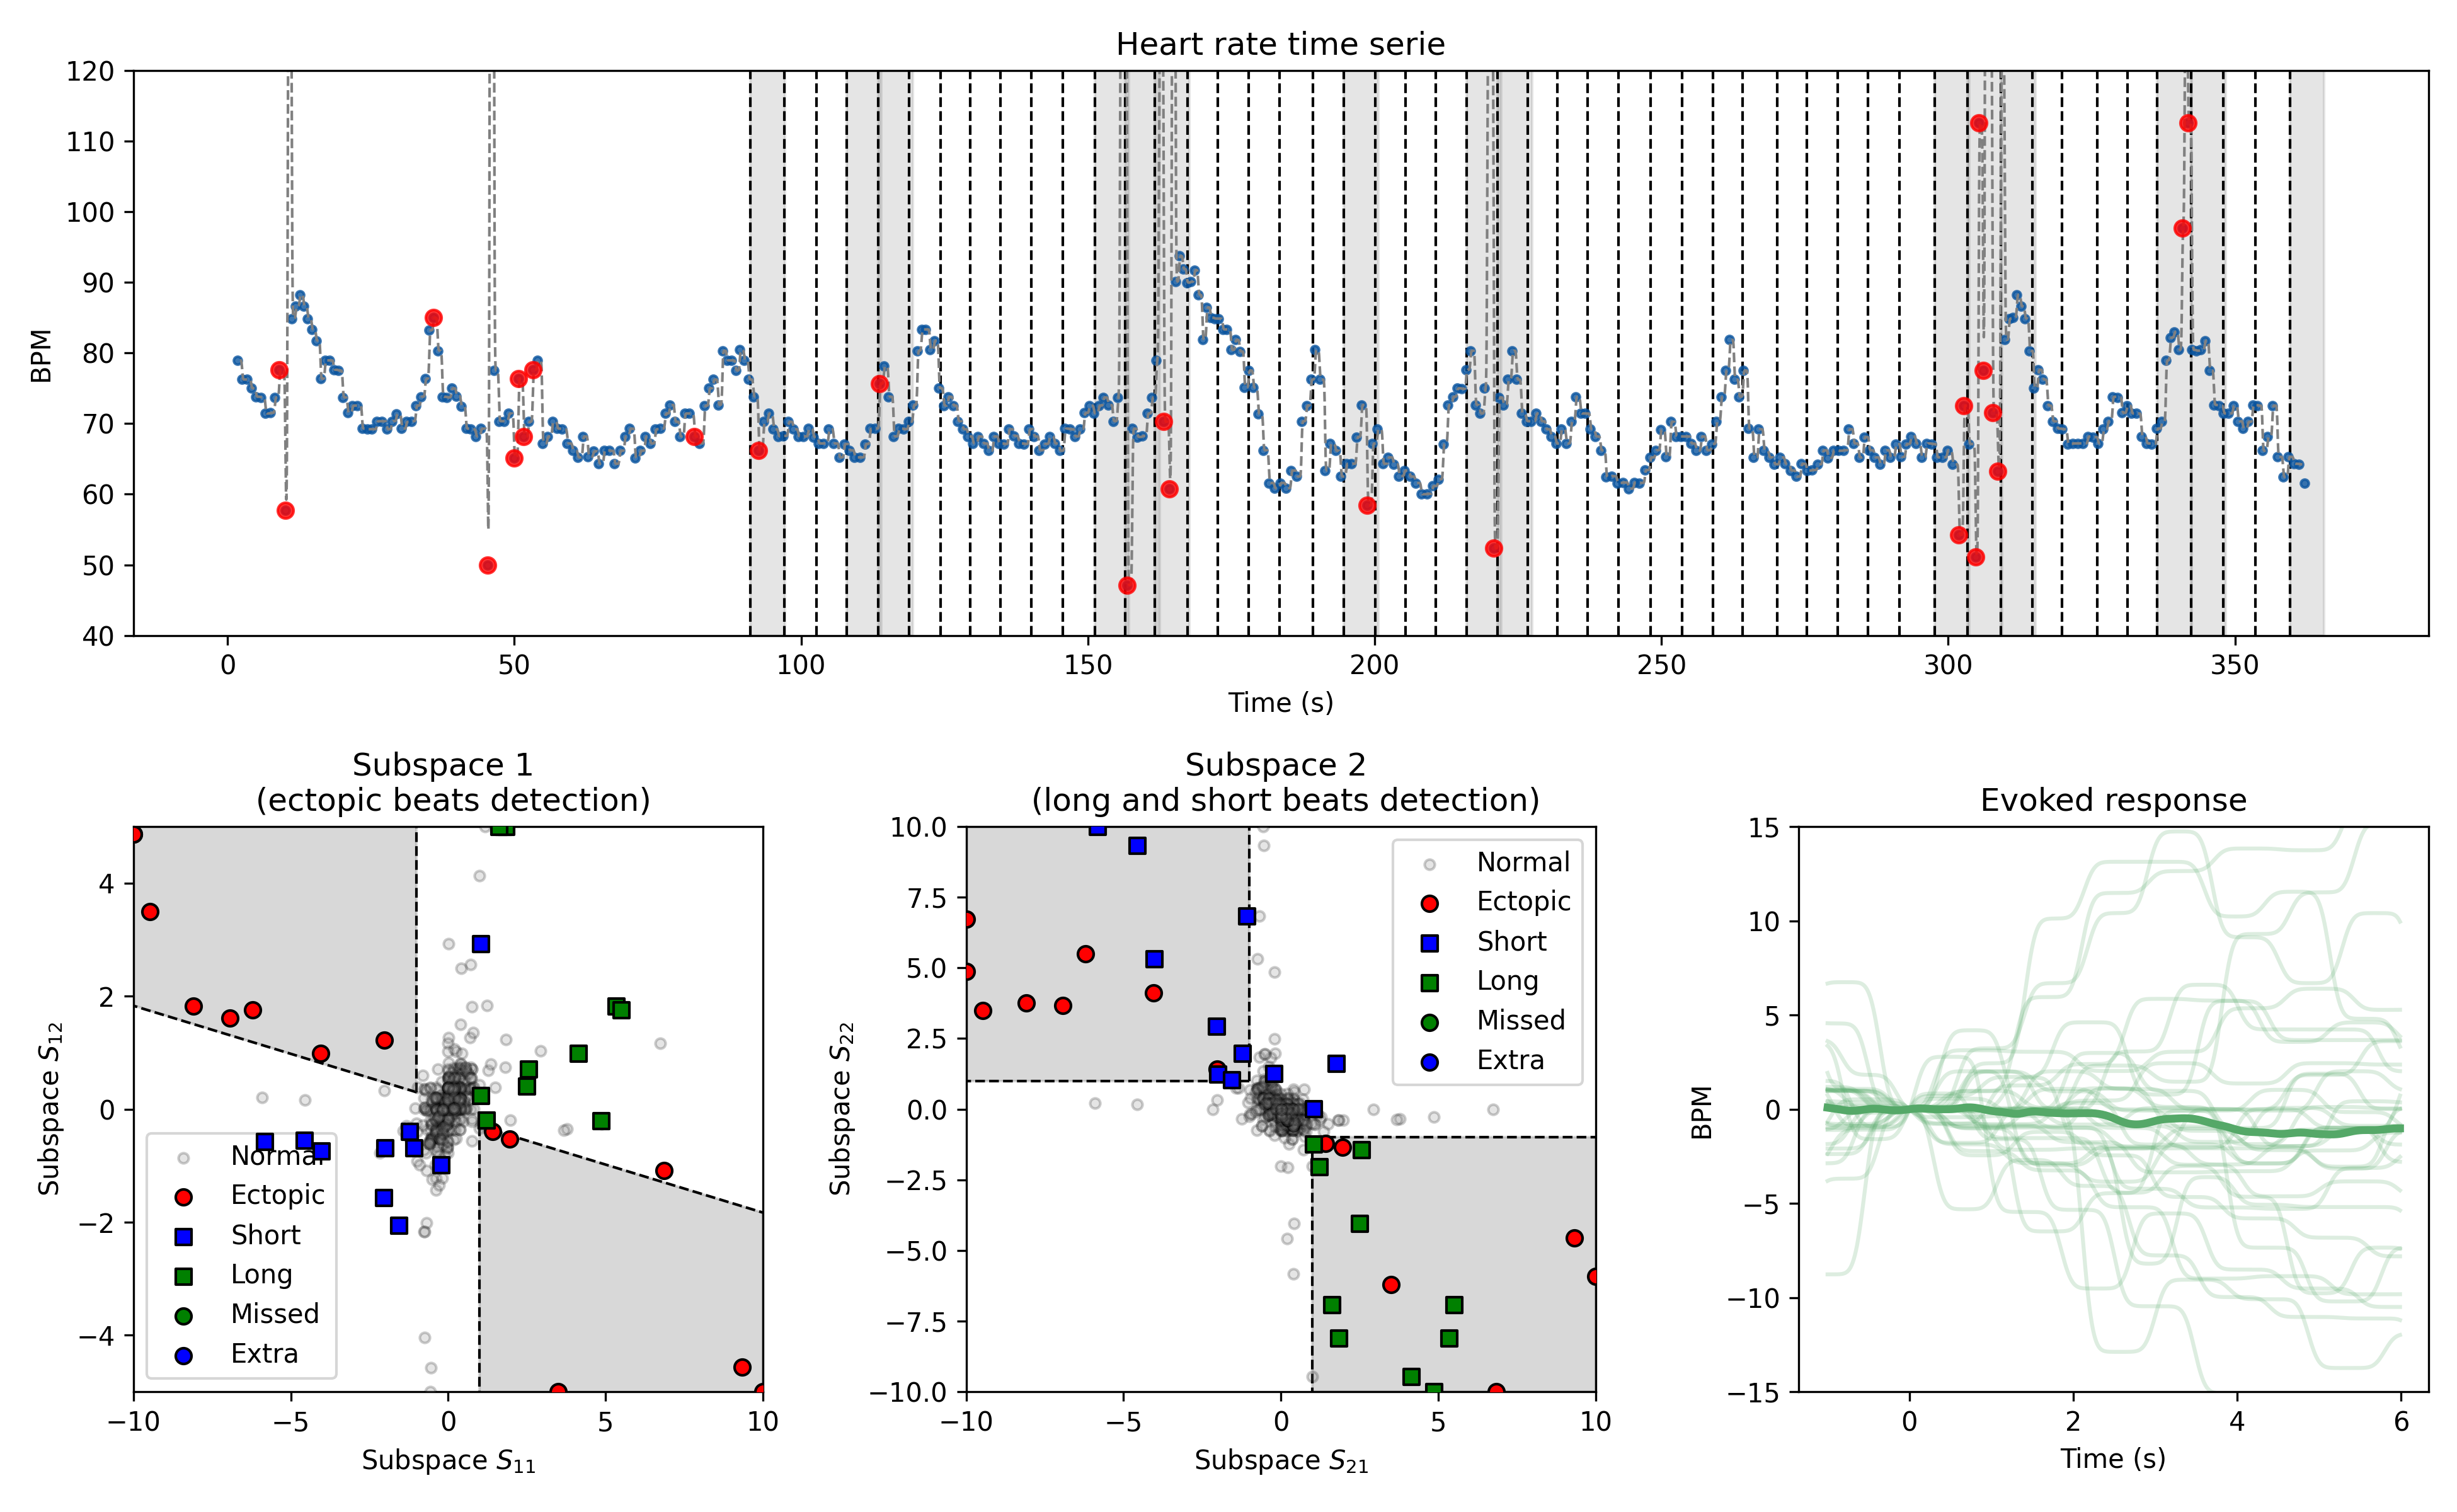 Heart rate time serie
120
110
100
90
80
70
60
50
40
BPM
0 50 100 150 200 250 300 350
Time (s)
Subspace 1
(ectopic beats detection)
4
2
0
−2
−4
Subspace S12
Normal
Ectopic
Short
Long
Missed
Extra
−10 −5 0 5 10
Subspace S11
Subspace 2
(long and short beats detection)
10.0
7.5
5.0
2.5
0.0
−2.5
−5.0
−7.5
−10.0
Subspace S22
Normal
Ectopic
Short
Long
Missed
Extra
−10 −5 0 5 10
Subspace S21
Evoked response
15
10
5
0
−5
−10
−15
BPM
0 2 4 6
Time (s)